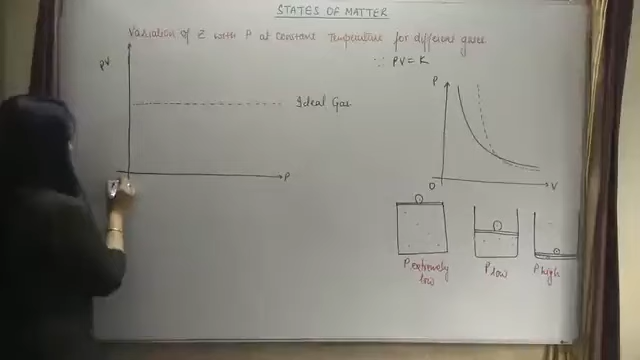 STATES OF MATTER
Variation of Z with P at constant Temperature for different gases
∵ PV = K
PV
Ideal Gas
P
P
O
V
P extremely low
P low
P high